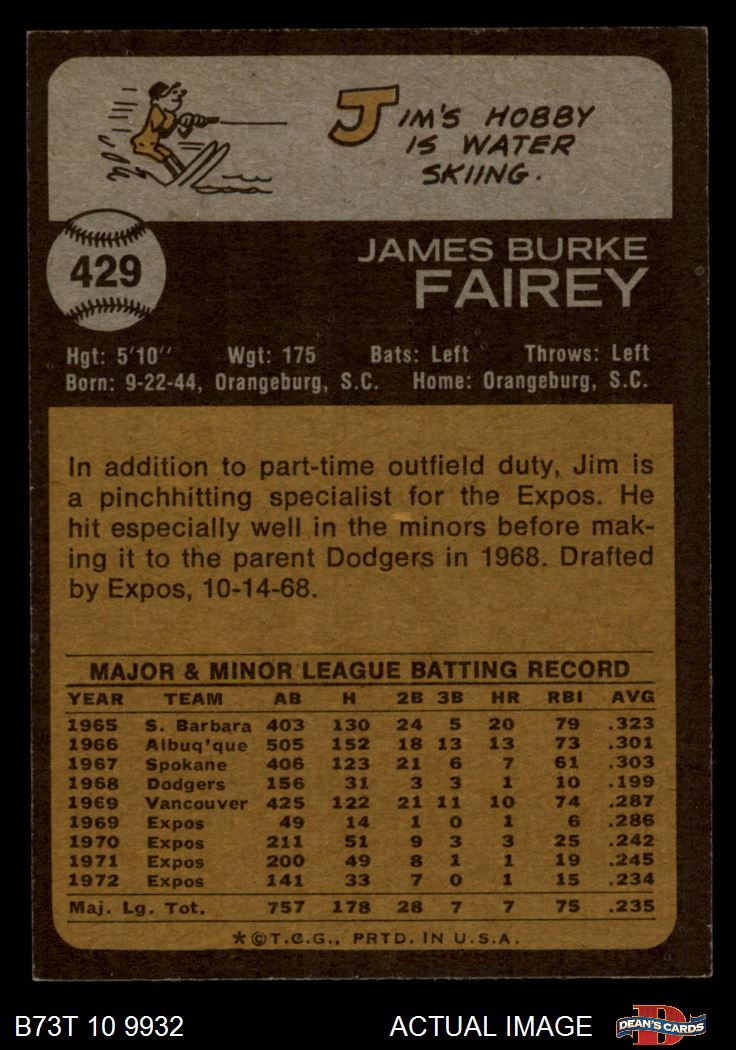 JIM'S HOBBY
IS WATER
SKIING.
429
JAMES BURKE
FAIREY
Hgt: 5'10'' Wgt: 175 Bats: Left Throws: Left
Born: 9-22-44, Orangeburg, S.C. Home: Orangeburg, S.C.
In addition to part-time outfield duty, Jim is
a pinchhitting specialist for the Expos. He
hit especially well in the minors before mak-
ing it to the parent Dodgers in 1968. Drafted
by Expos, 10-14-68.
MAJOR & MINOR LEAGUE BATTING RECORD
YEAR TEAM AB H 2B 3B HR RBI AVG
1965 S. Barbara 403 130 24 5 20 79 .323
1966 Albuq'que 505 152 18 13 13 73 .301
1967 Spokane 406 123 21 6 7 61 .303
1968 Dodgers 156 31 3 3 1 10 .199
1969 Vancouver 425 122 21 11 10 74 .287
1969 Expos 49 14 1 0 1 6 .286
1970 Expos 211 51 9 3 3 25 .242
1971 Expos 200 49 8 1 1 19 .245
1972 Expos 141 33 7 0 1 15 .234
Maj. Lg. Tot. 757 178 28 7 7 75 .235
*©T.C.G., PRTD. IN U.S.A.
B73T 10 9932 ACTUAL IMAGE DEAN'S CARDS